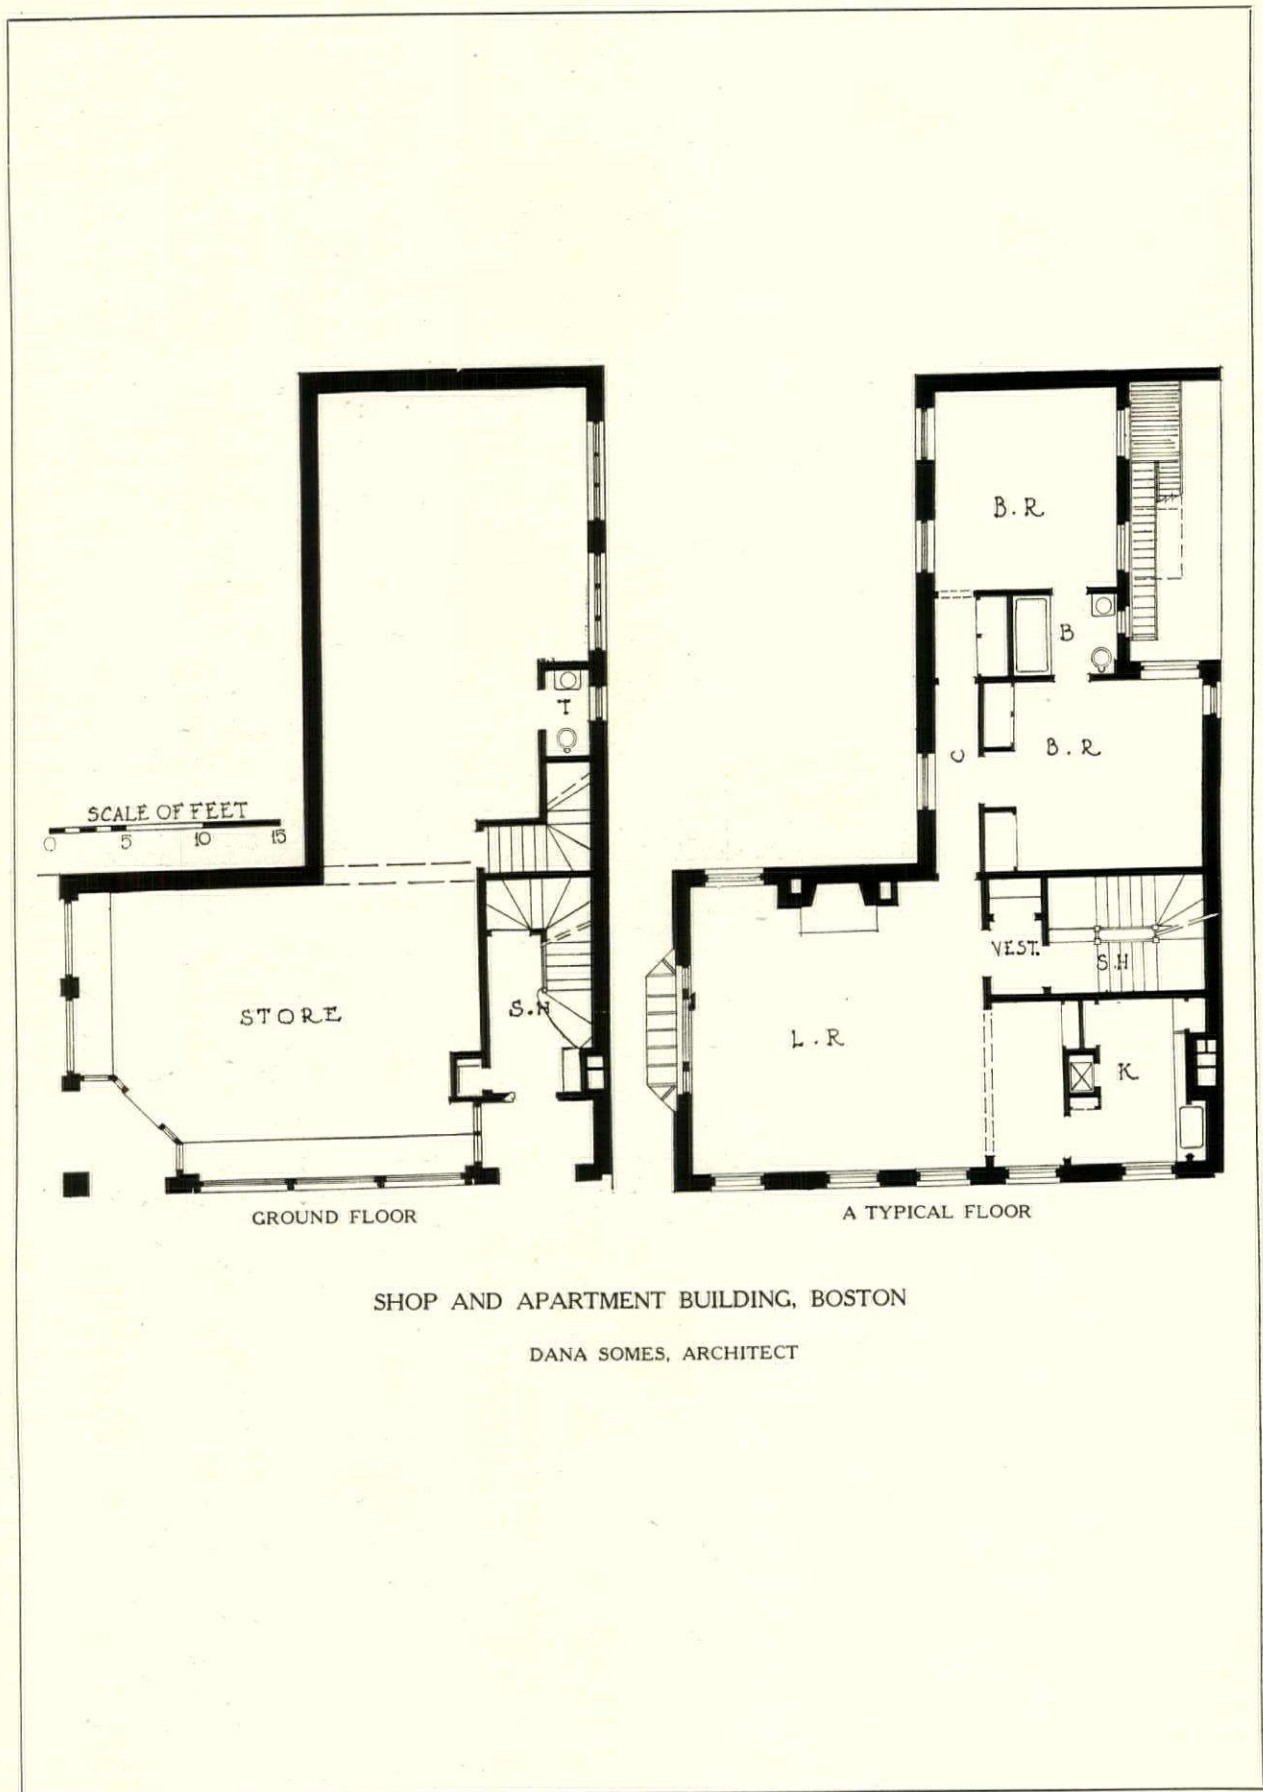 B.R
B
T
B.R
C
SCALE OF FEET
0 5 10 15
VEST.
S.H
STORE
S.H
L.R
K
GROUND FLOOR
A TYPICAL FLOOR
SHOP AND APARTMENT BUILDING, BOSTON
DANA SOMES, ARCHITECT